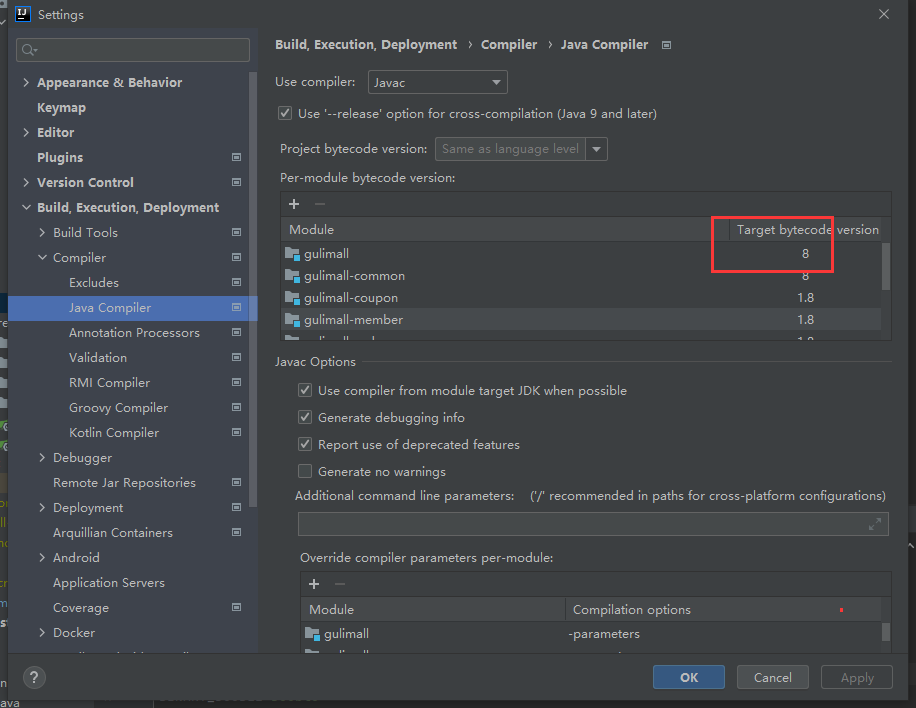 Settings
Build, Execution, Deployment › Compiler › Java Compiler
Use compiler: Javac
Use '--release' option for cross-compilation (Java 9 and later)
Project bytecode version: Same as language level
Per-module bytecode version:
Module Target bytecode version
gulimall 8
gulimall-common 8
gulimall-coupon 1.8
gulimall-member 1.8
Javac Options
Use compiler from module target JDK when possible
Generate debugging info
Report use of deprecated features
Generate no warnings
Additional command line parameters: ('/' recommended in paths for cross-platform configurations)
Override compiler parameters per-module:
Module Compilation options
gulimall -parameters
Appearance & Behavior
Keymap
Editor
Plugins
Version Control
Build, Execution, Deployment
Build Tools
Compiler
Excludes
Java Compiler
Annotation Processors
Validation
RMI Compiler
Groovy Compiler
Kotlin Compiler
Debugger
Remote Jar Repositories
Deployment
Arquillian Containers
Android
Application Servers
Coverage
Docker
? OK Cancel Apply